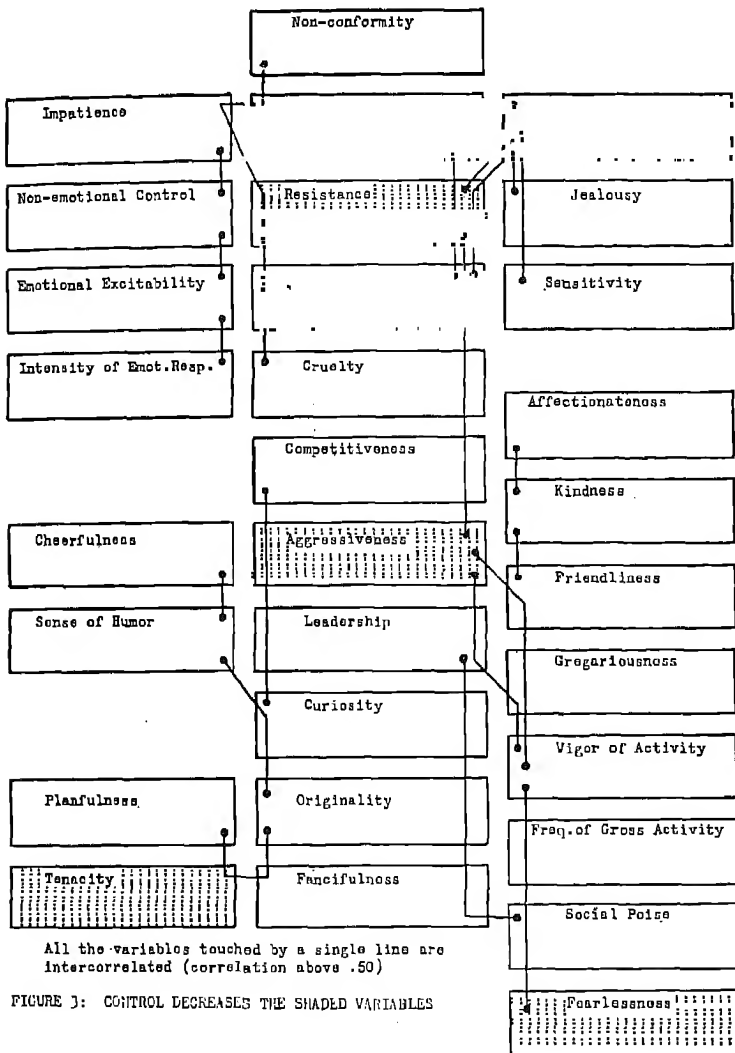 Non-conformity
Impatience
Non-emotional Control
Resistance
Jealousy
Emotional Excitability
Sensitivity
Intensity of Emot.Resp.
Cruelty
Affectionateness
Competitiveness
Kindness
Cheerfulness
Aggressiveness
Friendliness
Sense of Humor
Leadership
Gregariousness
Curiosity
Vigor of Activity
Planfulness
Originality
Freq.of Gross Activity
Tenacity
Fancifulness
Social Poise
All the variables touched by a single line are
intercorrelated (correlation above .50)
FIGURE 3: CONTROL DECREASES THE SHADED VARIABLES
Fearlessness